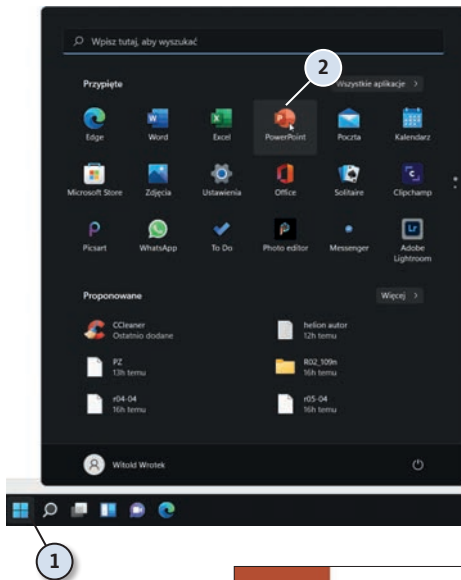 Wpisz tutaj, aby wyszukać
2
Przypięte
Wszystkie aplikacje >
Edge Word Excel PowerPoint Poczta Kalendarz
Microsoft Store Zdjęcia Ustawienia Office Solitaire Clipchamp
Picsart WhatsApp To Do Photo editor Messenger Adobe Lightroom
Proponowane
Więcej >
CCleaner
Ostatnio dodane
helion autor
12h temu
PZ
13h temu
R02_109n
16h temu
r04-04
16h temu
r05-04
16h temu
Witold Wrotek
1